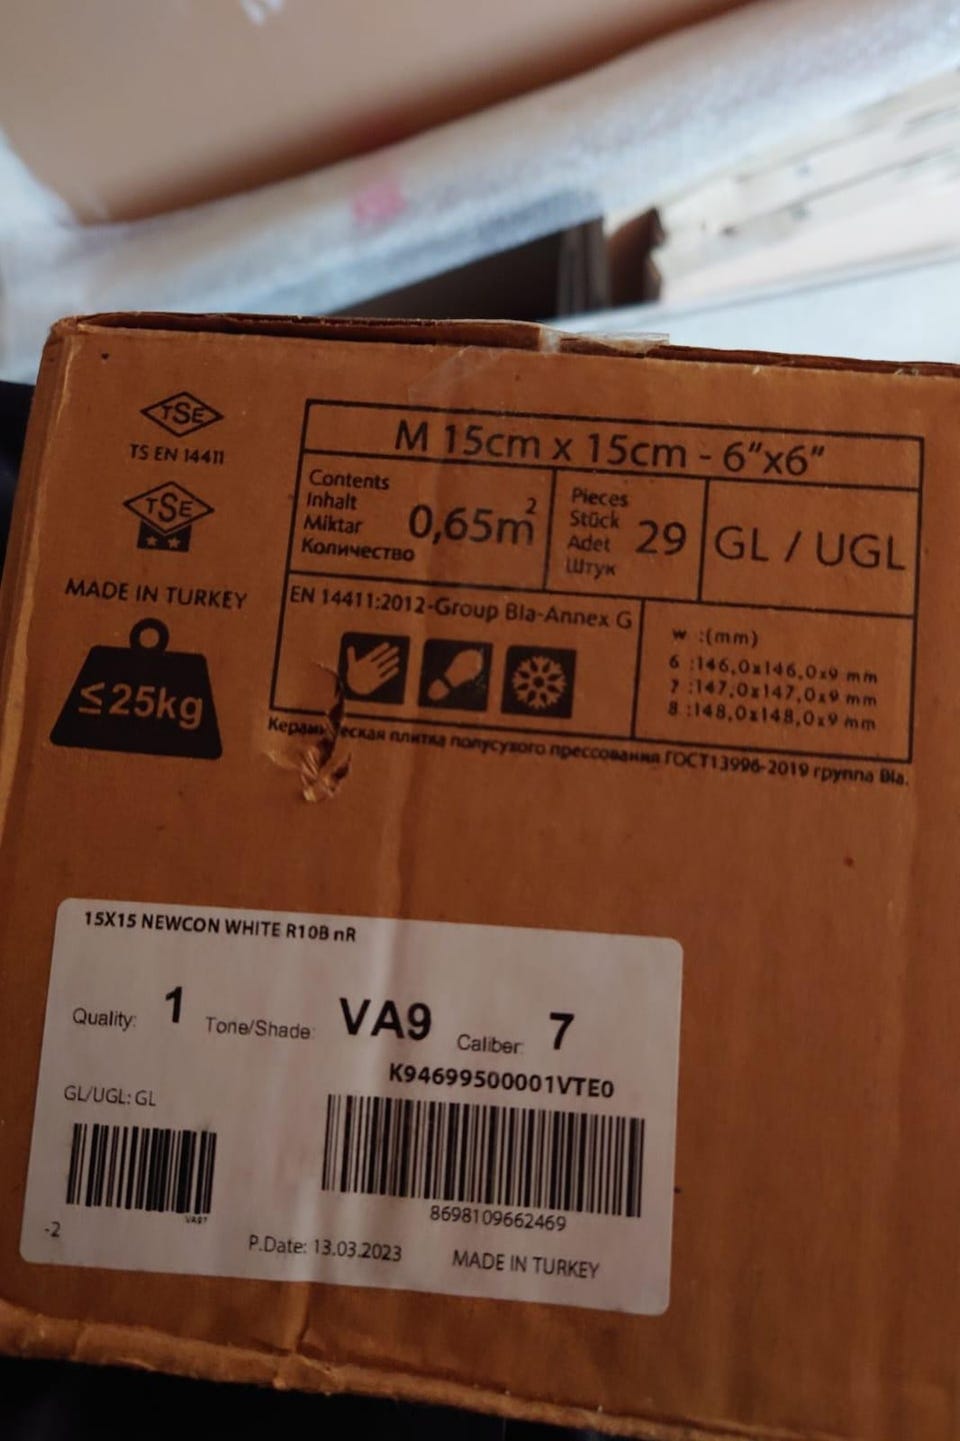 TSE
TS EN 14411
TSE
MADE IN TURKEY
≤25kg
M 15cm x 15cm - 6"x6"
Contents
Inhalt
Miktar
Количество
0,65m²
Pieces
Stück
Adet
Штук
29
GL / UGL
EN 14411:2012-Group BIa-Annex G
w :(mm)
6 :146,0x146,0x9 mm
7 :147,0x147,0x9 mm
8 :148,0x148,0x9 mm
Керамическая плитка полусухого прессования ГОСТ13996-2019 группа BIa.
15X15 NEWCON WHITE R10B nR
Quality: 1 Tone/Shade: VA9 Caliber: 7
K94699500001VTE0
GL/UGL: GL
VA97
8698109662469
-2
P.Date: 13.03.2023 MADE IN TURKEY